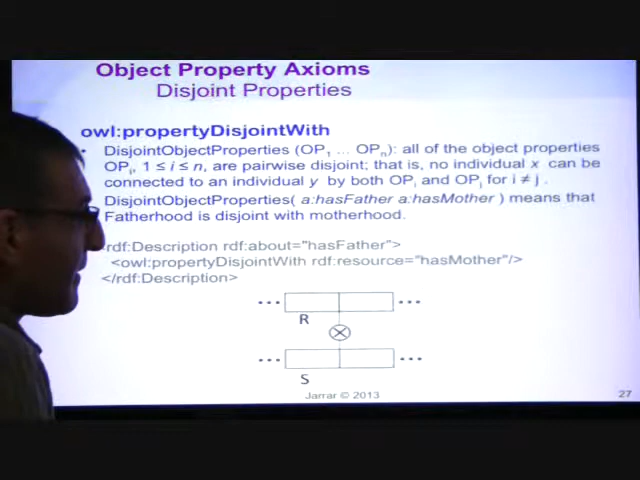 Object Property Axioms
Disjoint Properties
owl:propertyDisjointWith
• DisjointObjectProperties (OP1 ... OPn): all of the object properties
OPi, 1 ≤ i ≤ n, are pairwise disjoint; that is, no individual x can be
connected to an individual y by both OPi and OPj for i ≠ j .
DisjointObjectProperties( a:hasFather a:hasMother ) means that
Fatherhood is disjoint with motherhood.
rdf:Description rdf:about="hasFather">
<owl:propertyDisjointWith rdf:resource="hasMother"/>
</rdf:Description>
R
S
Jarrar © 2013
27